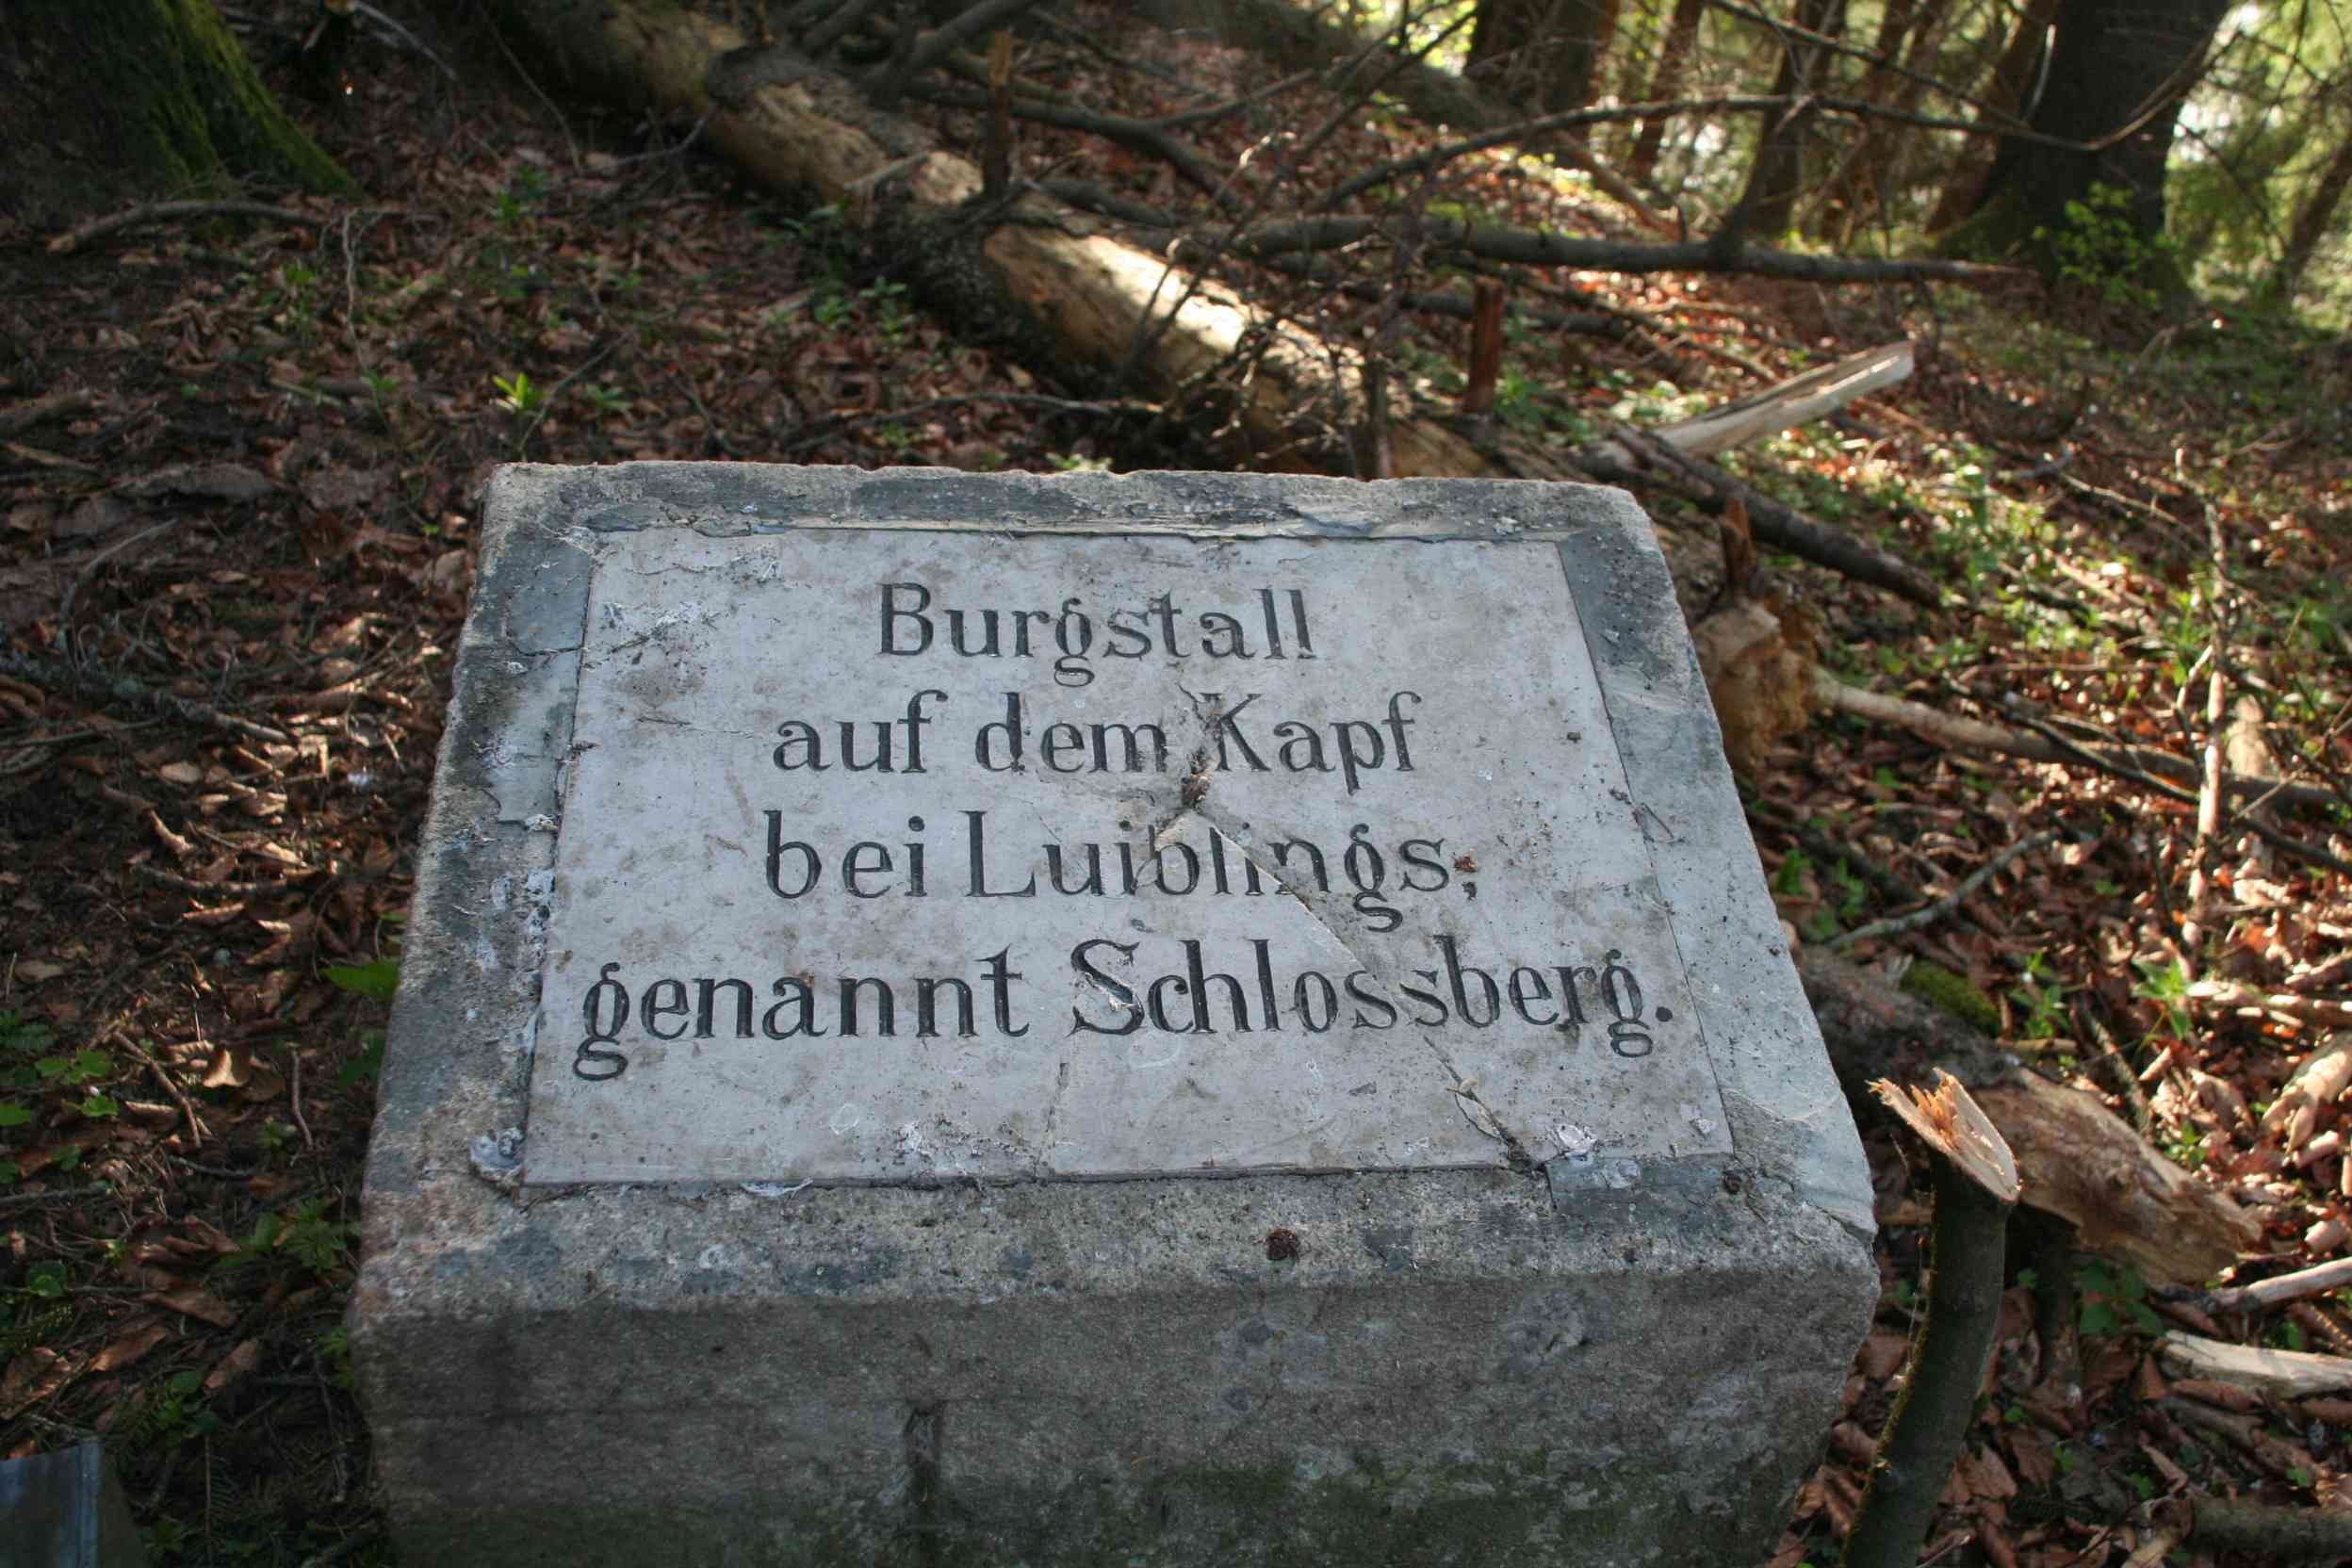 Burgstall
auf dem Kapf
bei Luiblings,
genannt Schlossberg.